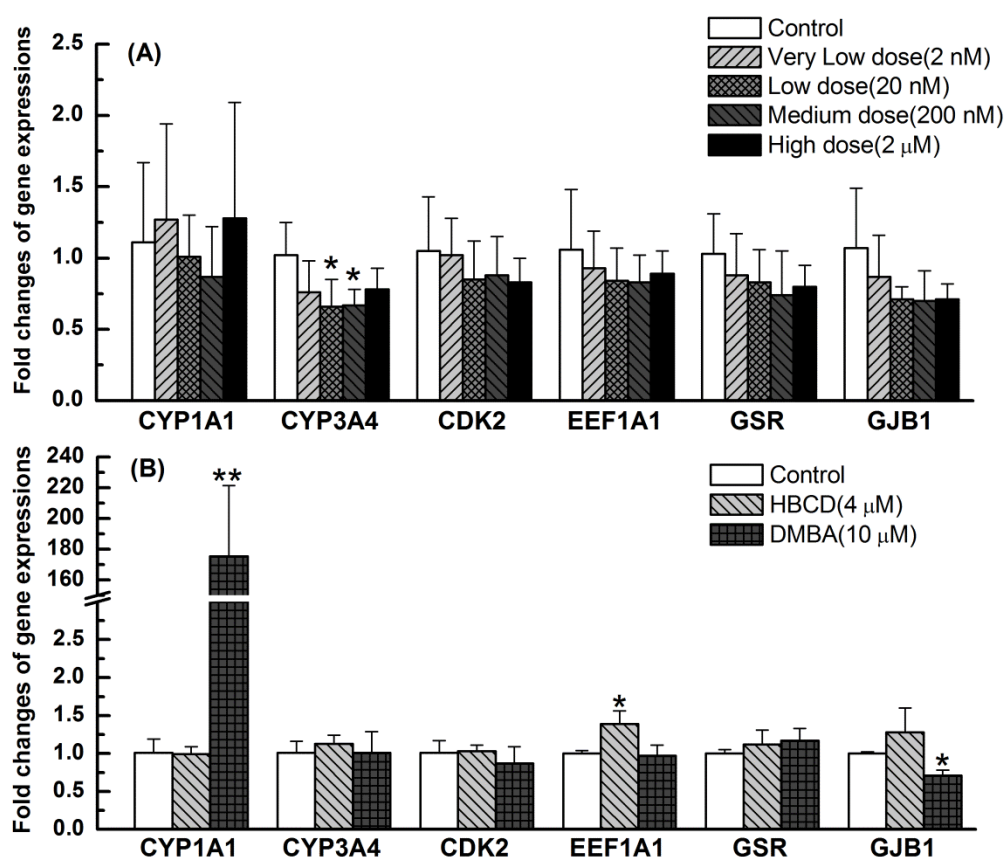 (A)
Control
Very Low dose(2 nM)
Low dose(20 nM)
Medium dose(200 nM)
High dose(2 μM)
Fold changes of gene expressions
2.5
2.0
1.5
1.0
0.5
0.0
**
* *
CYP1A1 CYP3A4 CDK2 EEF1A1 GSR GJB1
(B)
Control
HBCD(4 μM)
DMBA(10 μM)
Fold changes of gene expressions
240
220
200
180
160
2.5
2.0
1.5
1.0
0.5
0.0
*
*
CYP1A1 CYP3A4 CDK2 EEF1A1 GSR GJB1